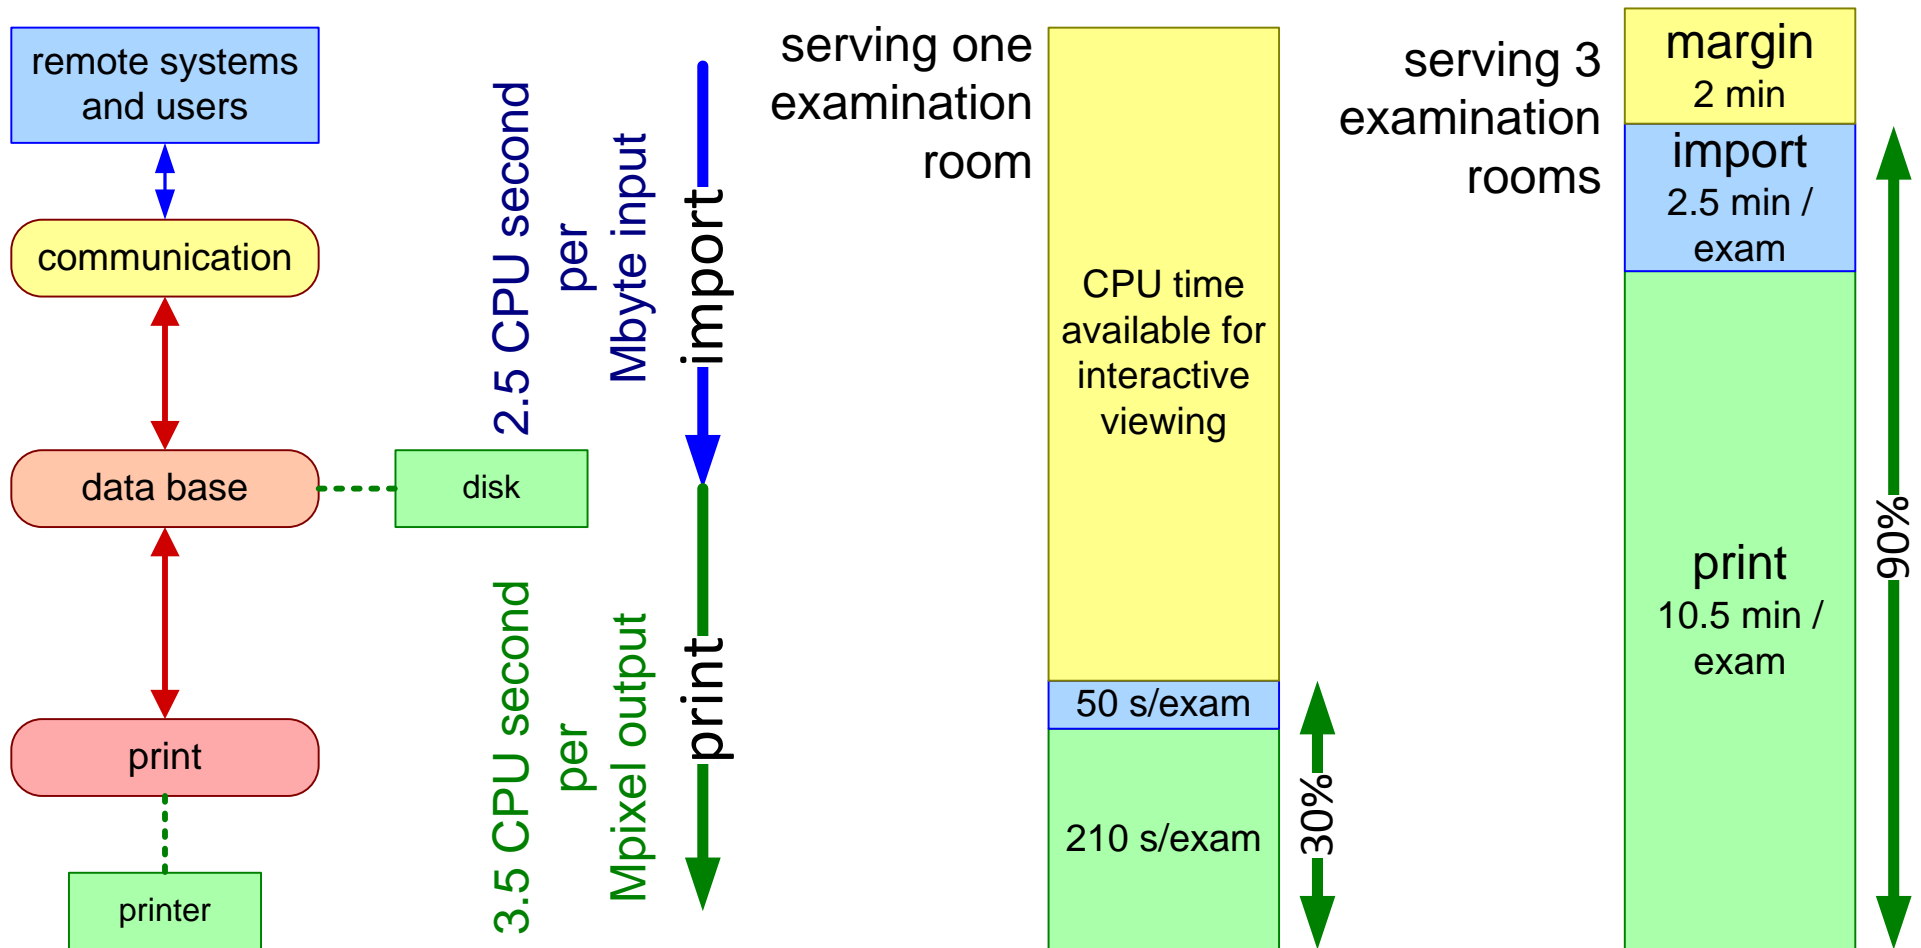 remote systems
and users
communication
data base
disk
print
printer
2.5 CPU second
per
Mbyte input
import
3.5 CPU second
per
Mpixel output
print
serving one
examination
room
CPU time
available for
interactive
viewing
50 s/exam
210 s/exam
30%
serving 3
examination
rooms
margin
2 min
import
2.5 min /
exam
print
10.5 min /
exam
90%